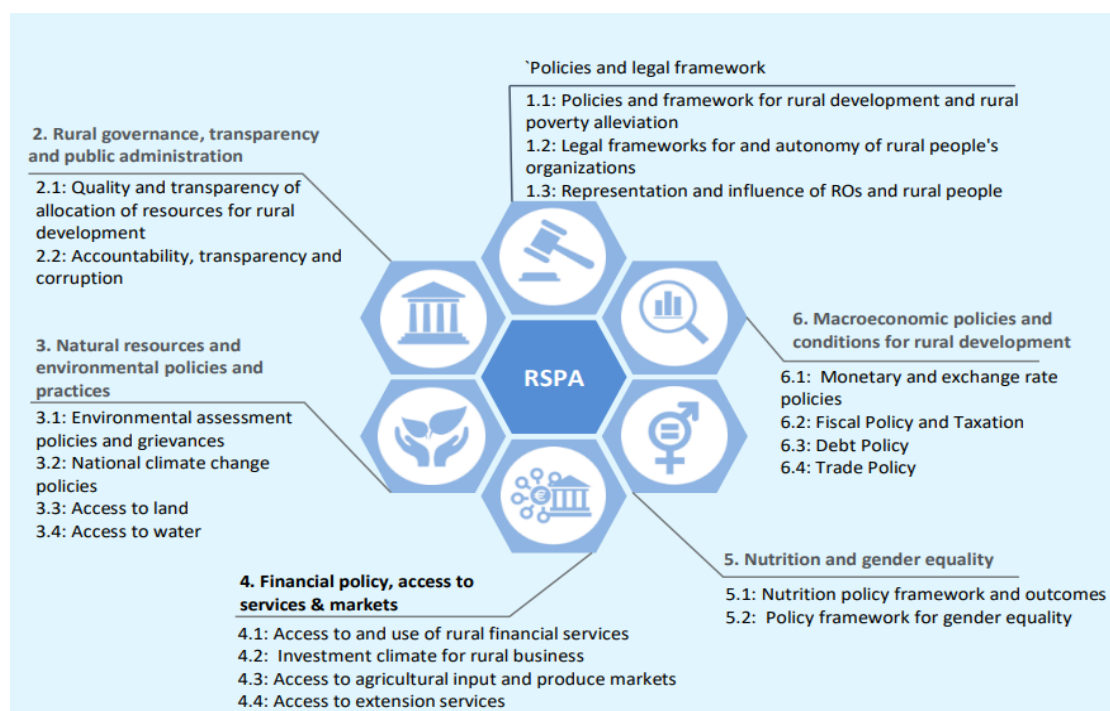 `Policies and legal framework
1.1: Policies and framework for rural development and rural
poverty alleviation
1.2: Legal frameworks for and autonomy of rural people's
organizations
1.3: Representation and influence of ROs and rural people
2. Rural governance, transparency
and public administration
2.1: Quality and transparency of
allocation of resources for rural
development
2.2: Accountability, transparency and
corruption
3. Natural resources and
environmental policies and
practices
3.1: Environmental assessment
policies and grievances
3.2: National climate change
policies
3.3: Access to land
3.4: Access to water
RSPA
€
4. Financial policy, access to
services & markets
4.1: Access to and use of rural financial services
4.2: Investment climate for rural business
4.3: Access to agricultural input and produce markets
4.4: Access to extension services
5. Nutrition and gender equality
5.1: Nutrition policy framework and outcomes
5.2: Policy framework for gender equality
6. Macroeconomic policies and
conditions for rural development
6.1: Monetary and exchange rate
policies
6.2: Fiscal Policy and Taxation
6.3: Debt Policy
6.4: Trade Policy